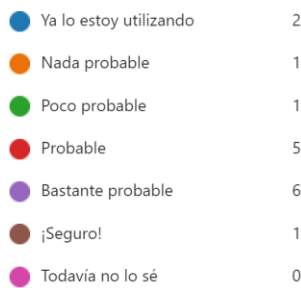 Ya lo estoy utilizando 2
Nada probable 1
Poco probable 1
Probable 5
Bastante probable 6
¡Seguro! 1
Todavía no lo sé 0